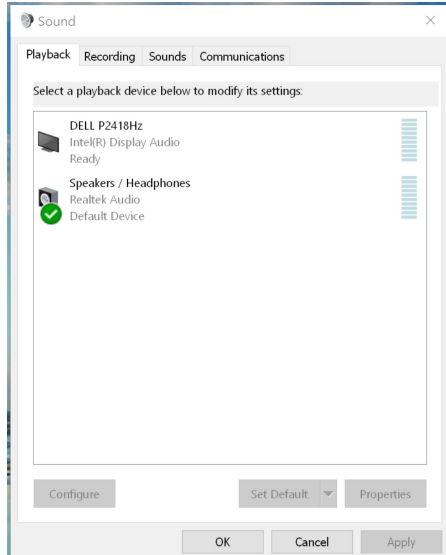 Sound
Playback Recording Sounds Communications
Select a playback device below to modify its settings:
DELL P2418Hz
Intel(R) Display Audio
Ready
Speakers / Headphones
Realtek Audio
Default Device
Configure Set Default Properties
OK Cancel Apply